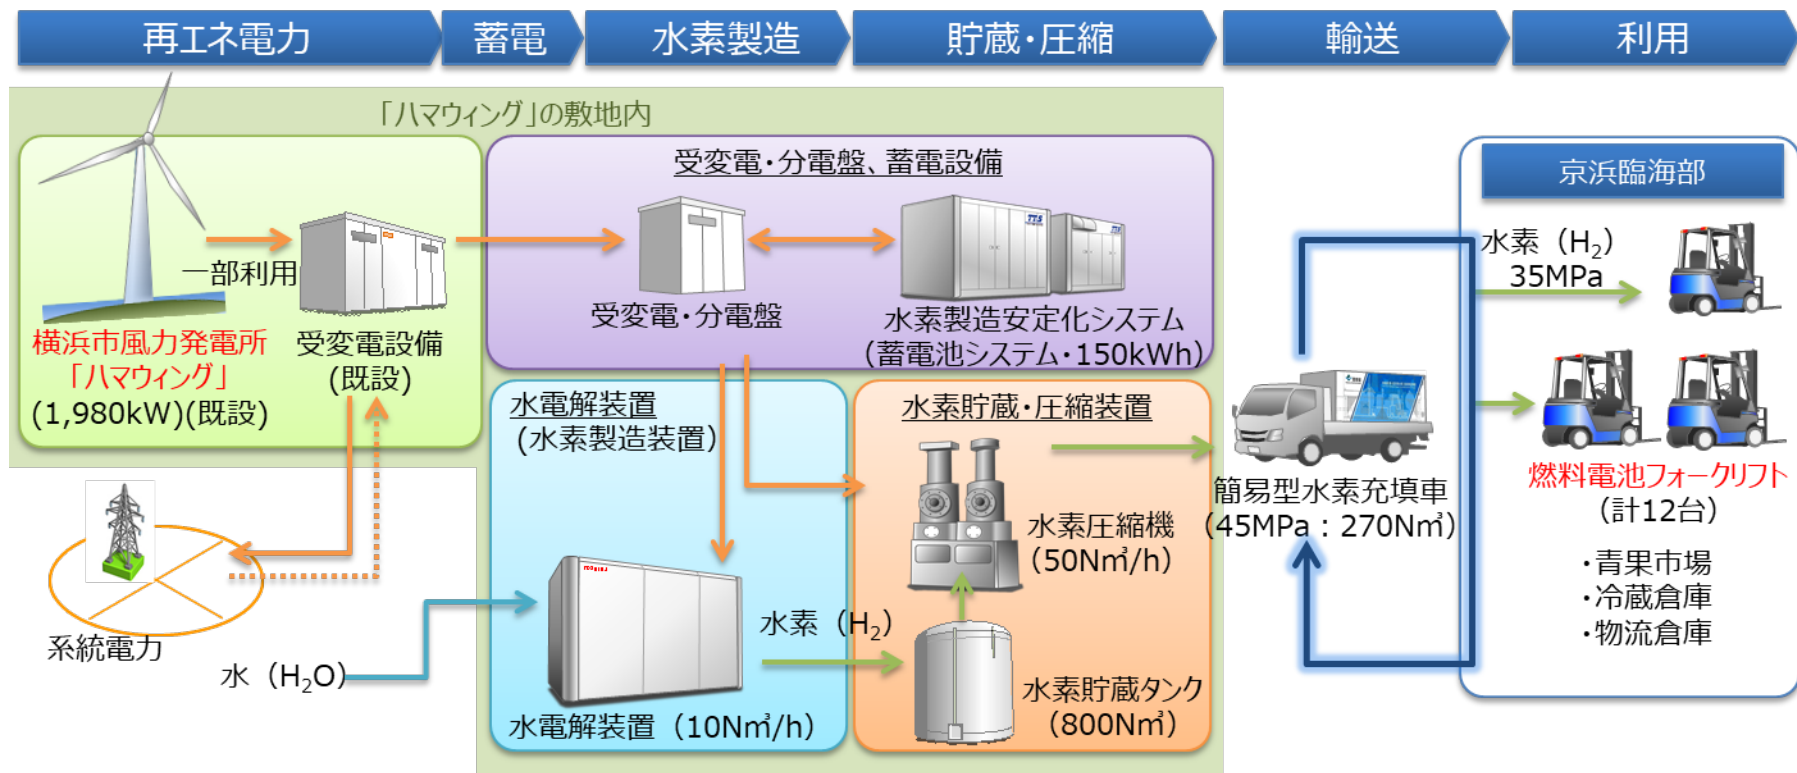 再エネ電力
蓄電
水素製造
貯蔵・圧縮
輸送
利用
「ハマウィング」の敷地内
一部利用
横浜市風力発電所
「ハマウィング」
(1,980kW)(既設)
受変電設備
(既設)
系統電力
水（H₂O）
受変電・分電盤、蓄電設備
受変電・分電盤
TTS
TTS
水素製造安定化システム
(蓄電池システム・150kWh)
水電解装置
(水素製造装置)
水電解装置（10N㎥/h）
水素（H₂）
水素貯蔵・圧縮装置
水素圧縮機
（50N㎥/h）
水素貯蔵タンク
（800N㎥）
簡易型水素充填車
（45MPa：270N㎥）
京浜臨海部
水素（H₂）
35MPa
燃料電池フォークリフト
（計12台）
・青果市場
・冷蔵倉庫
・物流倉庫